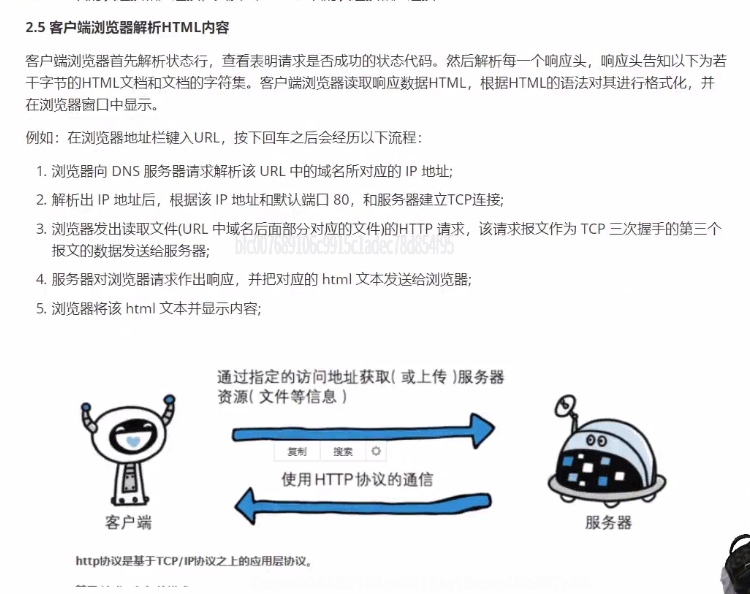 2.5 客户端浏览器解析HTML内容
客户端浏览器首先解析状态行，查看表明请求是否成功的状态代码。然后解析每一个响应头，响应头告知以下为若
干字节的HTML文档和文档的字符集。客户端浏览器读取响应数据HTML，根据HTML的语法对其进行格式化，并
在浏览器窗口中显示。
例如：在浏览器地址栏键入URL，按下回车之后会经历以下流程：
1. 浏览器向 DNS 服务器请求解析该 URL 中的域名所对应的 IP 地址;
2. 解析出 IP 地址后，根据该 IP 地址和默认端口 80，和服务器建立TCP连接;
3. 浏览器发出读取文件(URL 中域名后面部分对应的文件)的HTTP 请求，该请求报文作为 TCP 三次握手的第三个
报文的数据发送给服务器;
4. 服务器对浏览器请求作出响应，并把对应的 html 文本发送给浏览器;
5. 浏览器将该 html 文本并显示内容;
通过指定的访问地址获取( 或上传 )服务器
资源( 文件等信息 )
复制 搜索
使用HTTP协议的通信
客户端
服务器
http协议是基于TCP/IP协议之上的应用层协议。